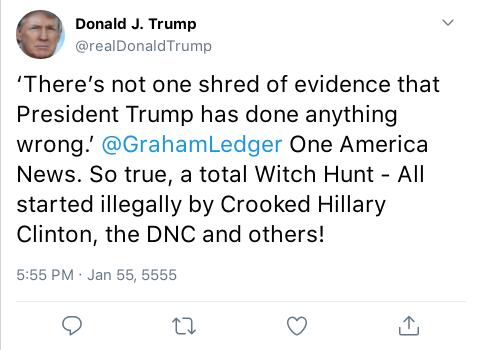 Donald J. Trump
@realDonaldTrump
‘There’s not one shred of evidence that
President Trump has done anything
wrong.’ @GrahamLedger One America
News. So true, a total Witch Hunt - All
started illegally by Crooked Hillary
Clinton, the DNC and others!
5:55 PM · Jan 55, 5555